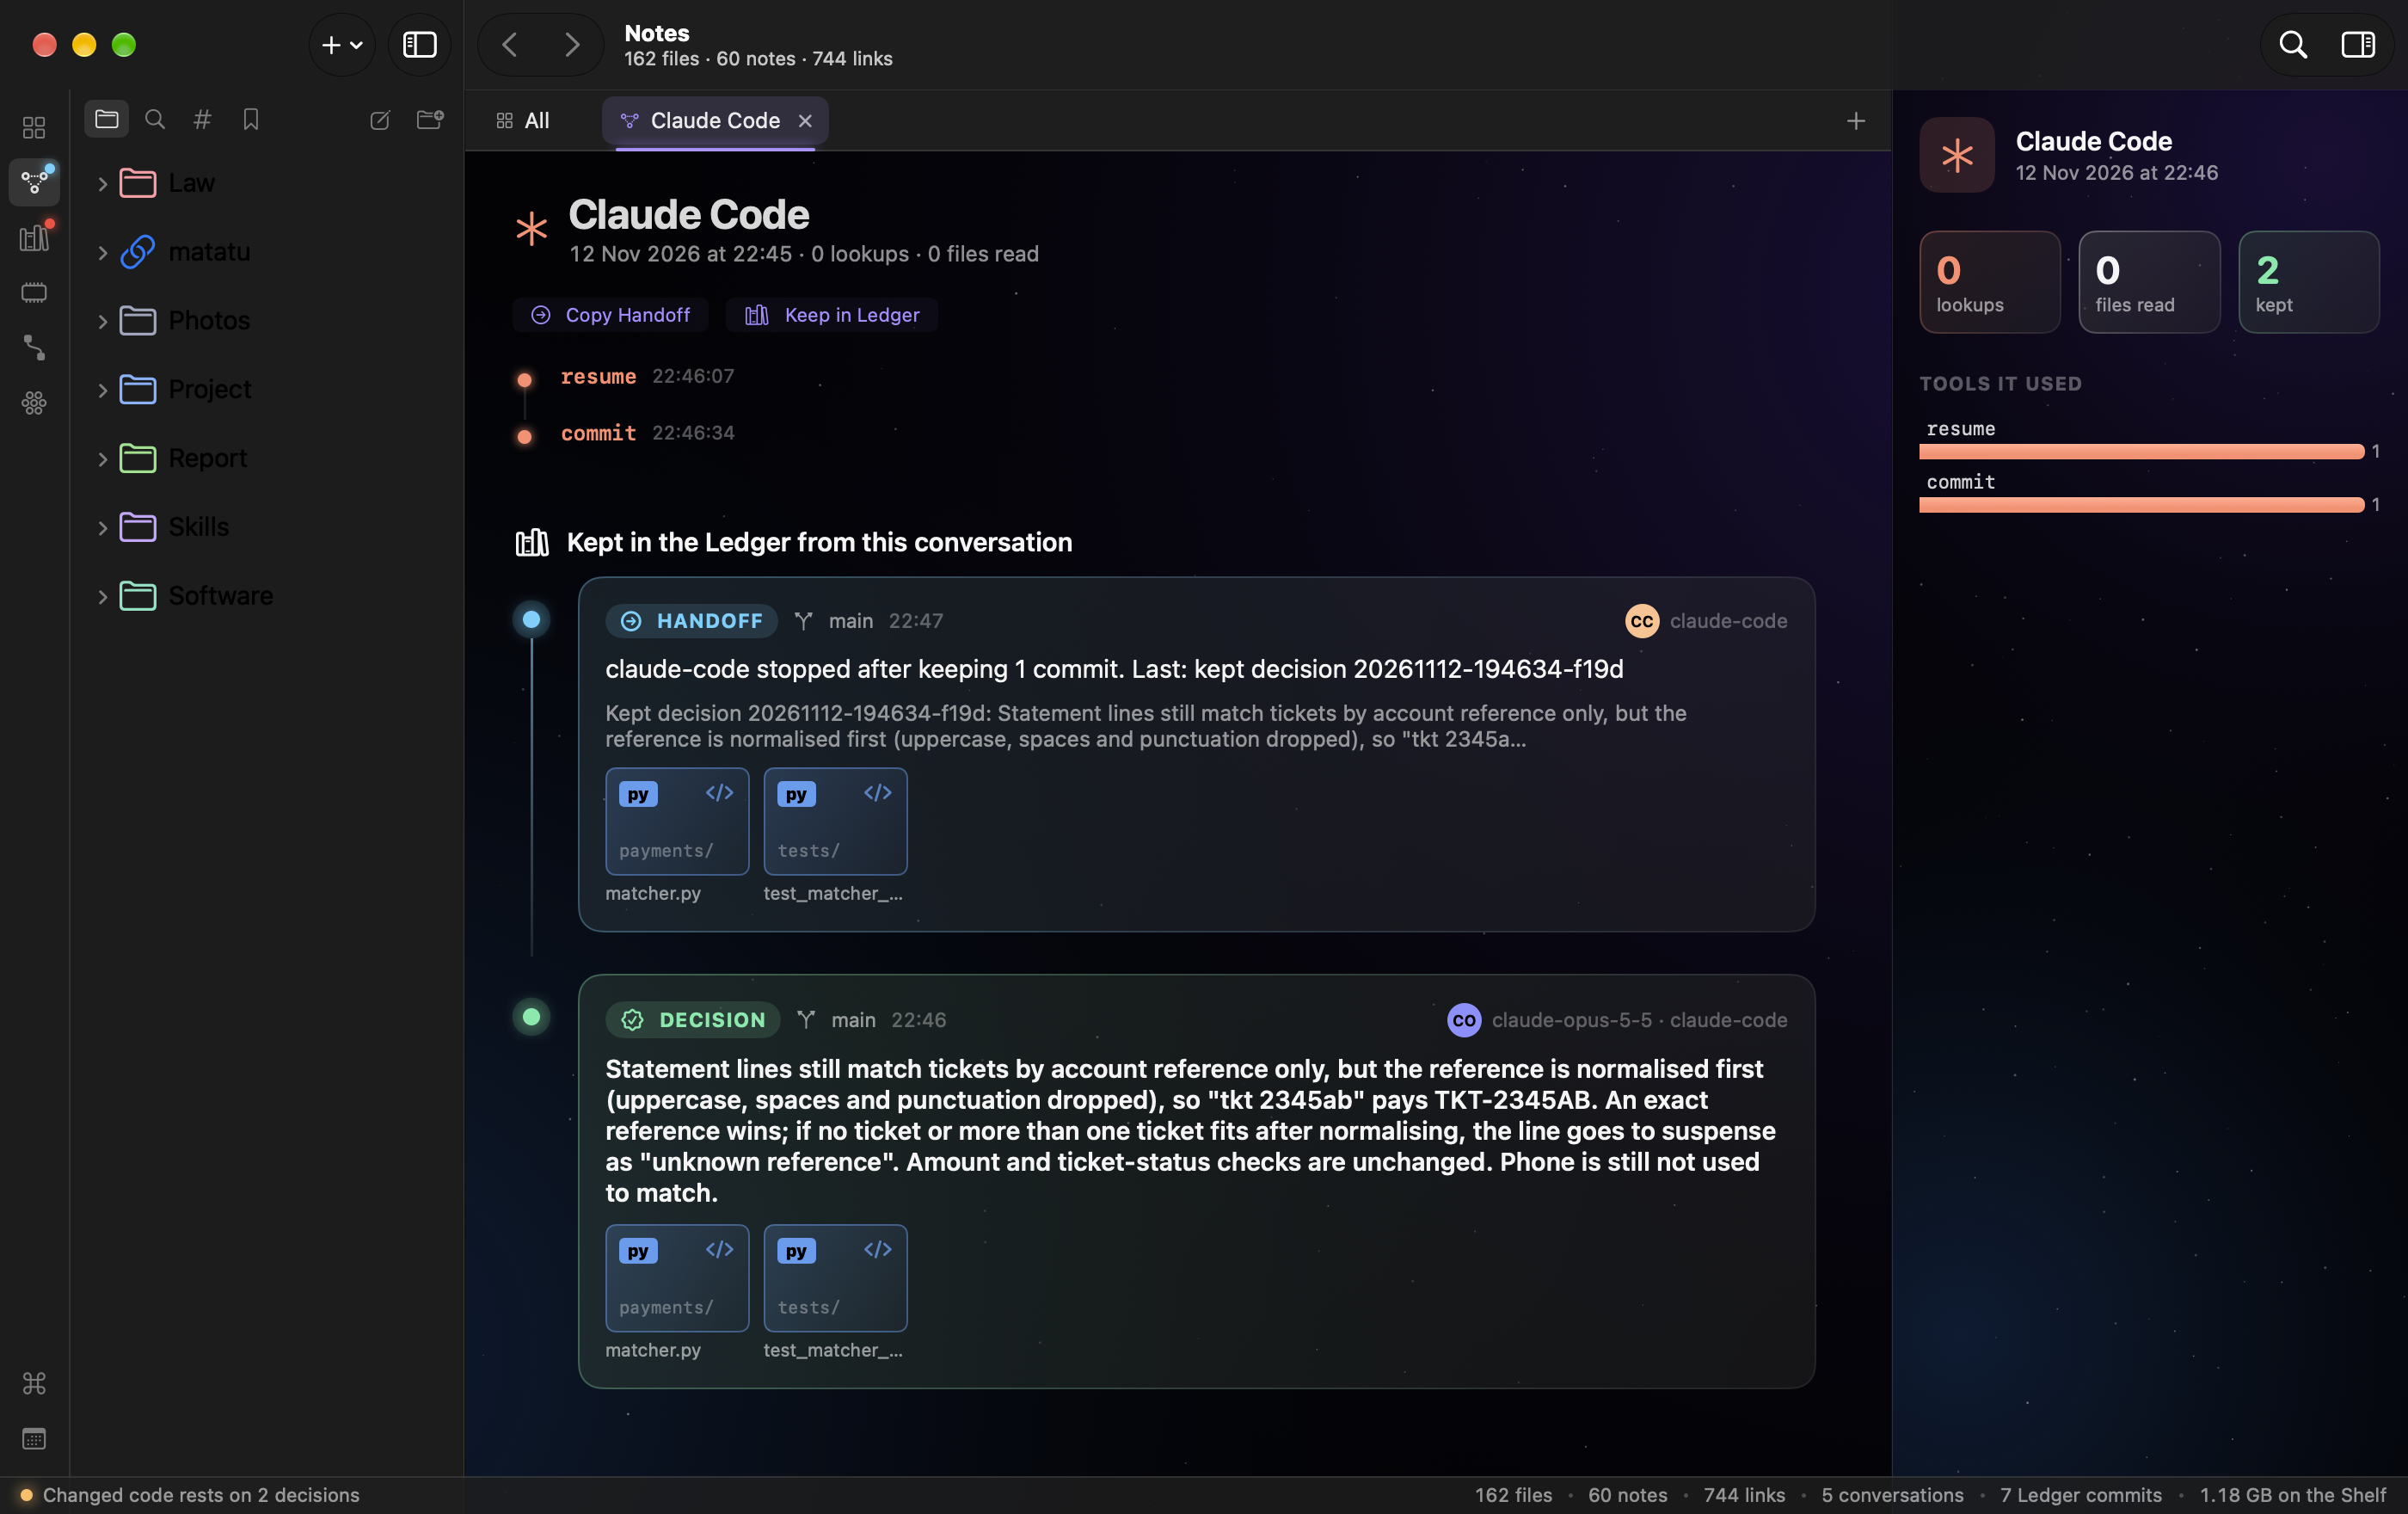 Notes
162 files · 60 notes · 744 links
All
Claude Code
Law
matatu
Photos
Project
Report
Skills
Software
Claude Code
12 Nov 2026 at 22:45 · 0 lookups · 0 files read
Copy Handoff
Keep in Ledger
resume 22:46:07
commit 22:46:34
Kept in the Ledger from this conversation
HANDOFF main 22:47
CC claude-code
claude-code stopped after keeping 1 commit. Last: kept decision 20261112-194634-f19d
Kept decision 20261112-194634-f19d: Statement lines still match tickets by account reference only, but the
reference is normalised first (uppercase, spaces and punctuation dropped), so "tkt 2345a...
py </> py </>
payments/ tests/
matcher.py test_matcher_...
DECISION main 22:46
CO claude-opus-5-5 · claude-code
Statement lines still match tickets by account reference only, but the reference is normalised first
(uppercase, spaces and punctuation dropped), so "tkt 2345ab" pays TKT-2345AB. An exact
reference wins; if no ticket or more than one ticket fits after normalising, the line goes to suspense
as "unknown reference". Amount and ticket-status checks are unchanged. Phone is still not used
to match.
py </> py </>
payments/ tests/
matcher.py test_matcher_...
Claude Code
12 Nov 2026 at 22:46
0 0 2
lookups files read kept
TOOLS IT USED
resume
1
commit
1
Changed code rests on 2 decisions
162 files • 60 notes • 744 links • 5 conversations • 7 Ledger commits • 1.18 GB on the Shelf